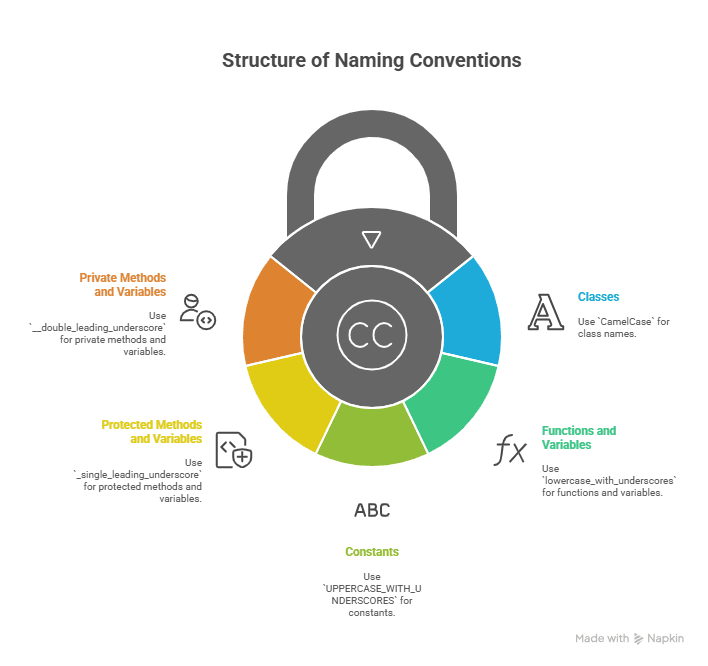 Structure of Naming Conventions
CC
Private Methods
and Variables
Use
`__double_leading_underscore`
for private methods and
variables.
Classes
Use `CamelCase` for
class names.
Protected Methods
and Variables
Use
`_single_leading_underscore`
for protected methods and
variables.
fx
Functions and
Variables
Use
`lowercase_with_underscores`
for functions and variables.
A
ABC
Constants
Use
`UPPERCASE_WITH_U
NDERSCORES` for
constants.
Made with Napkin